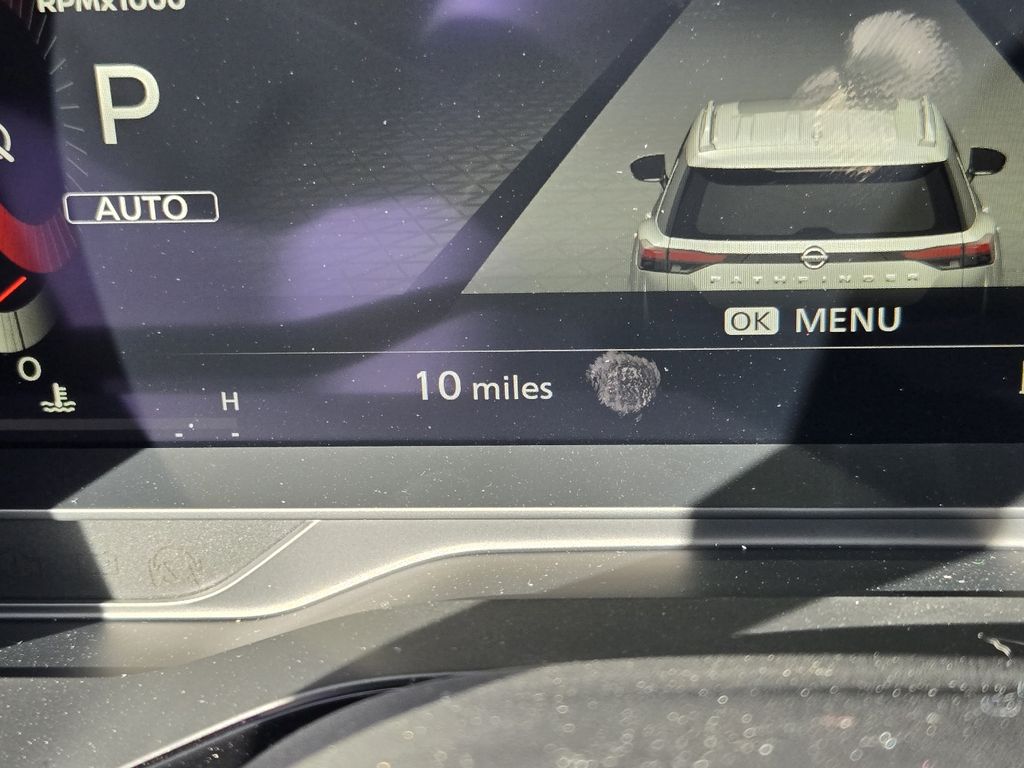 RPMx1000
P
AUTO
PATHFINDER
OK MENU
0
10 miles
H